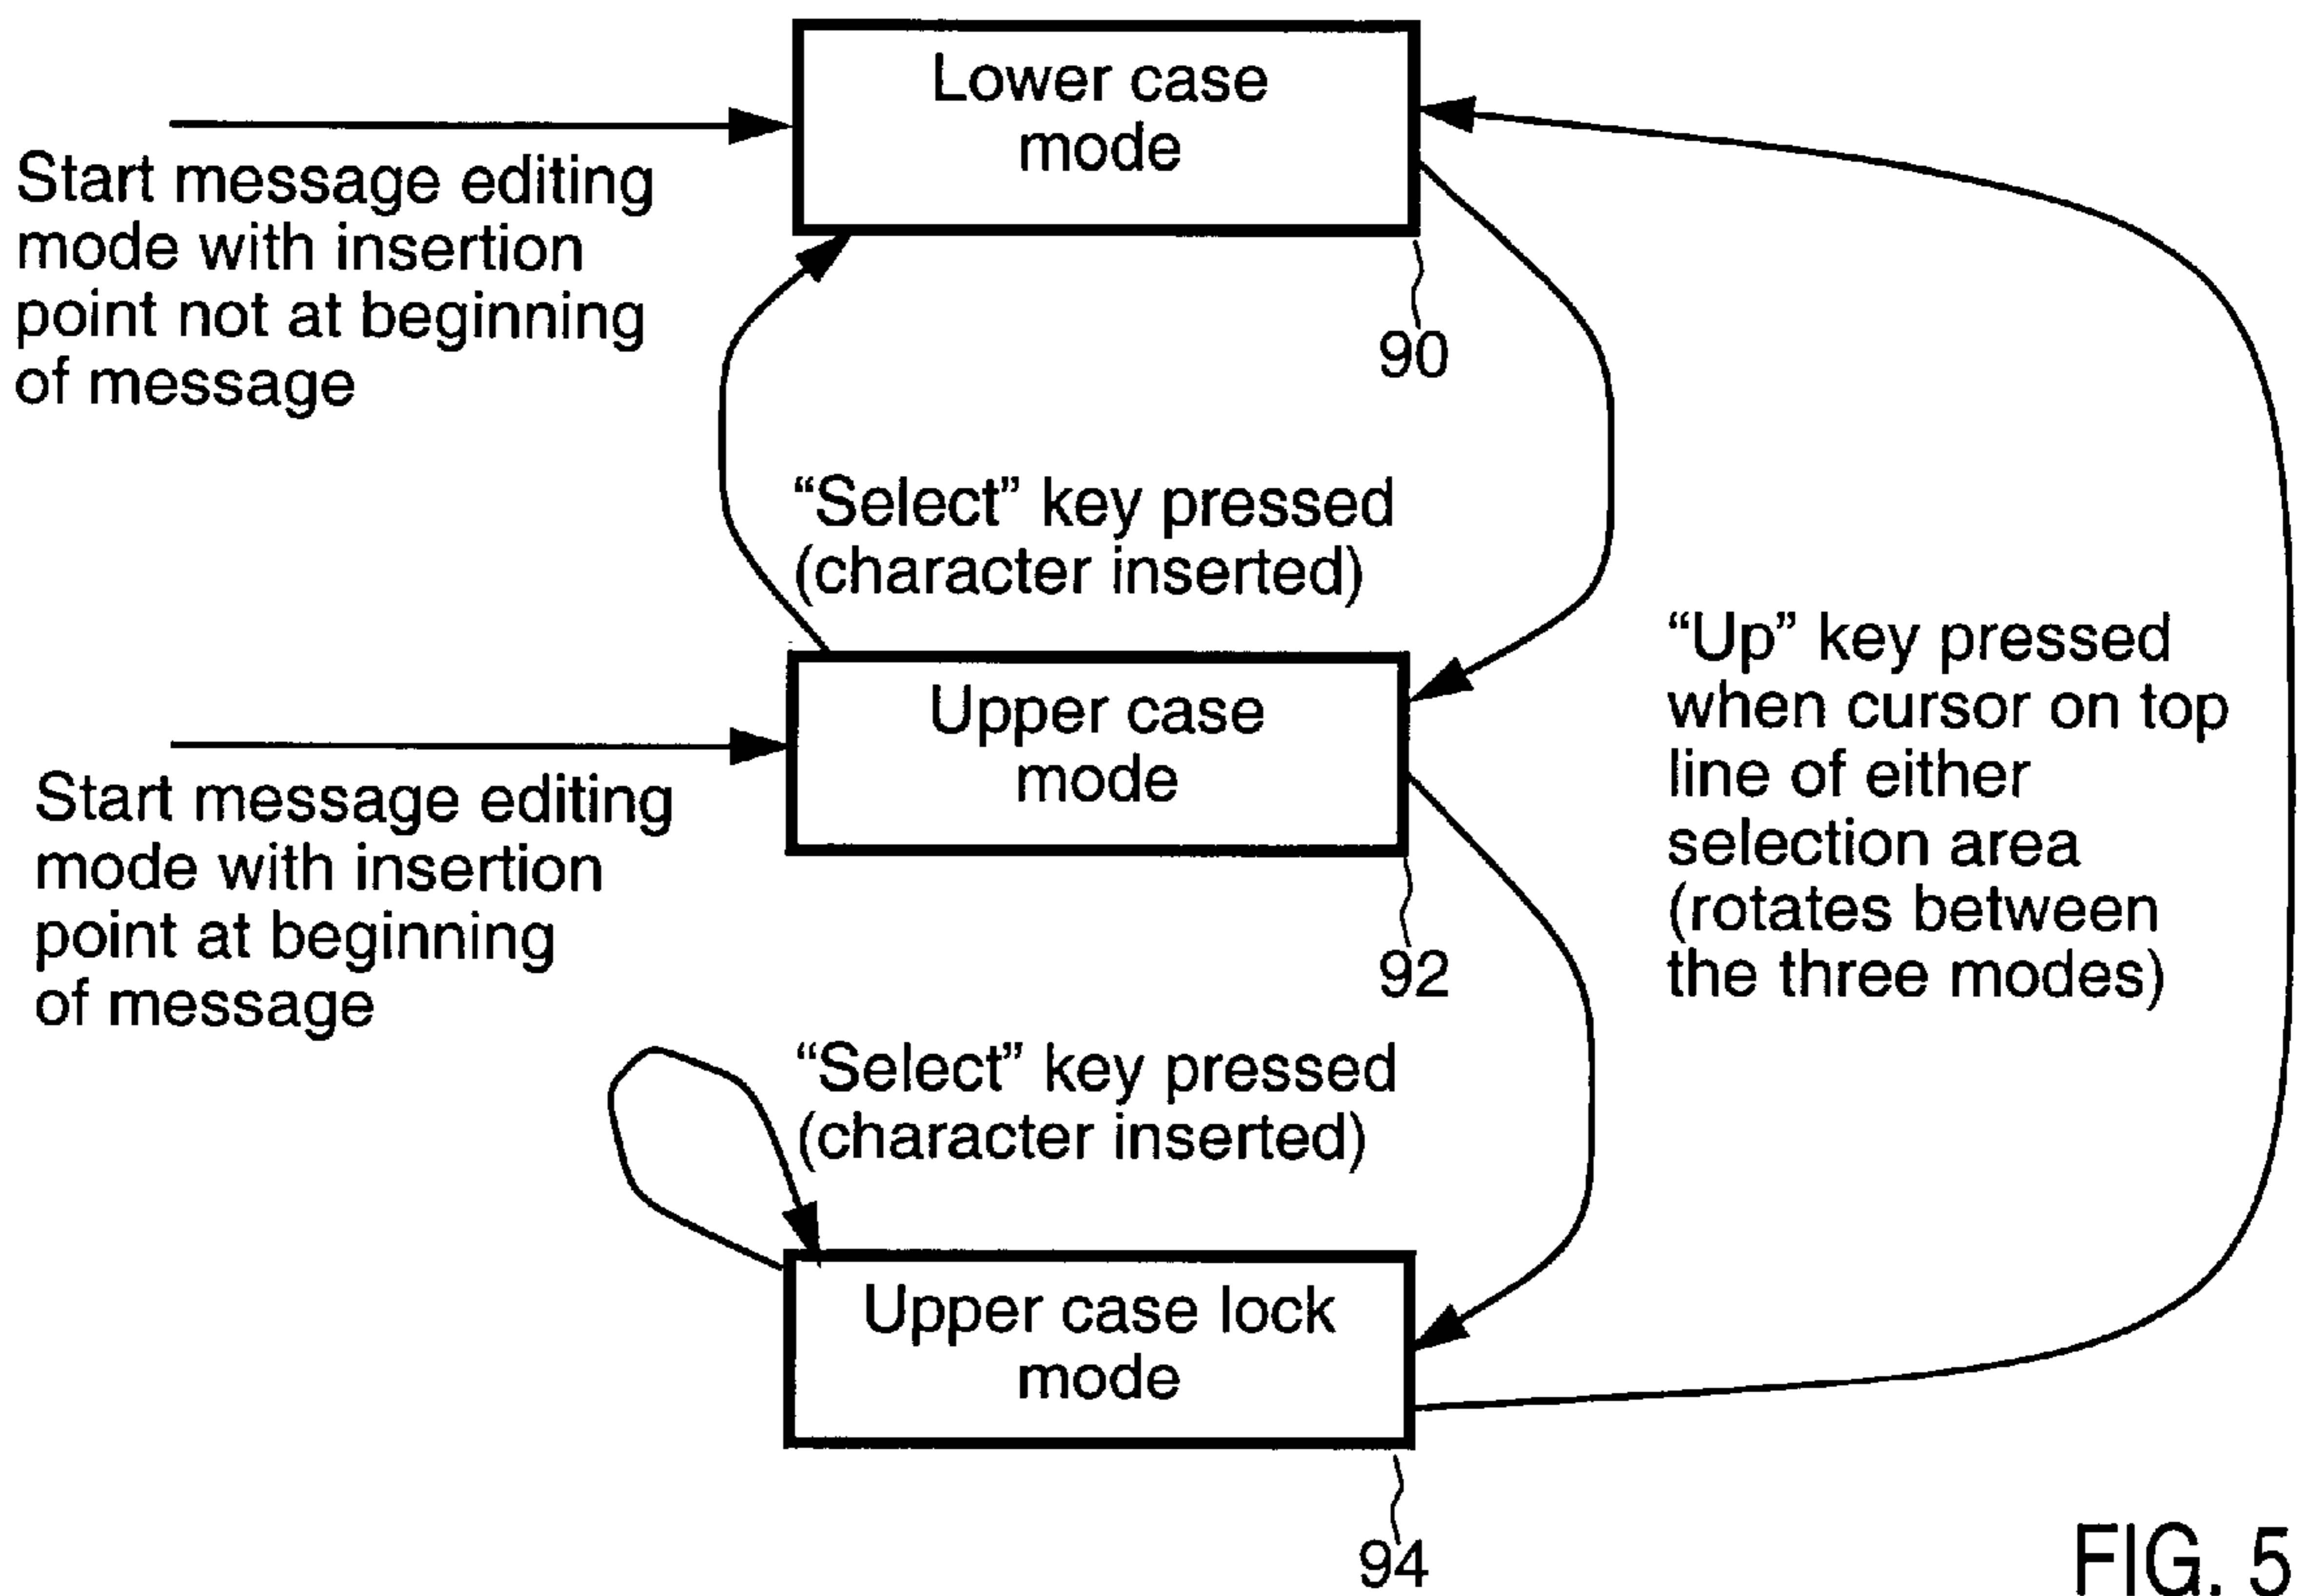 Lower case
mode
Start message editing
mode with insertion
point not at beginning
of message
90
“Select” key pressed
(character inserted)
Upper case
mode
Start message editing
mode with insertion
point at beginning
of message
92
“Up” key pressed
when cursor on top
line of either
selection area
(rotates between
the three modes)
“Select” key pressed
(character inserted)
Upper case lock
mode
94
FIG. 5